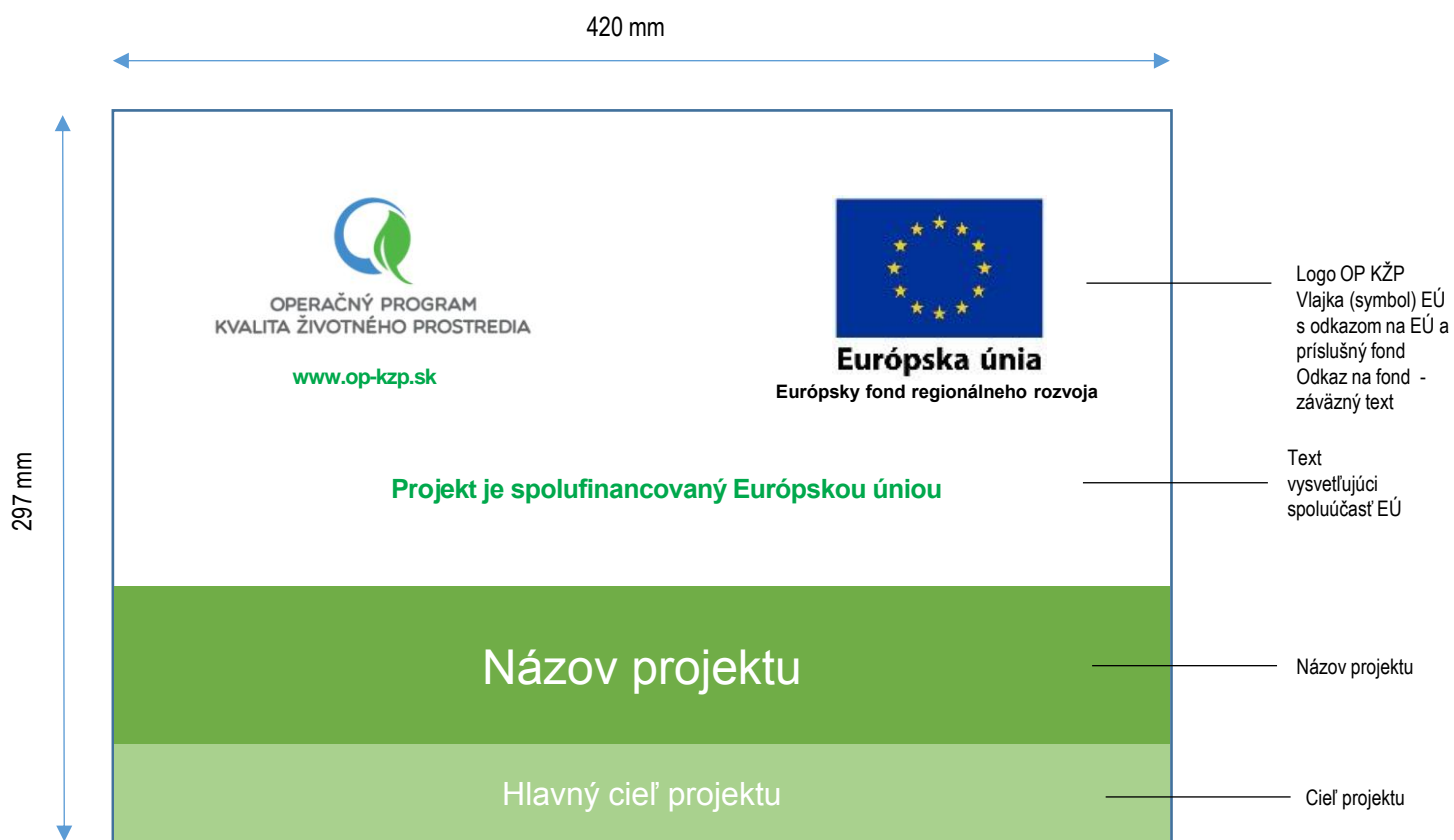 420 mm
297 mm
OPERAČNÝ PROGRAM
KVALITA ŽIVOTNÉHO PROSTREDIA
www.op-kzp.sk
Európska únia
Európsky fond regionálneho rozvoja
Logo OP KŽP
Vlajka (symbol) EÚ
s odkazom na EÚ a
príslušný fond
Odkaz na fond -
záväzný text
Projekt je spolufinancovaný Európskou úniou
Text
vysvetľujúci
spoluúčasť EÚ
Názov projektu
Názov projektu
Hlavný cieľ projektu
Cieľ projektu